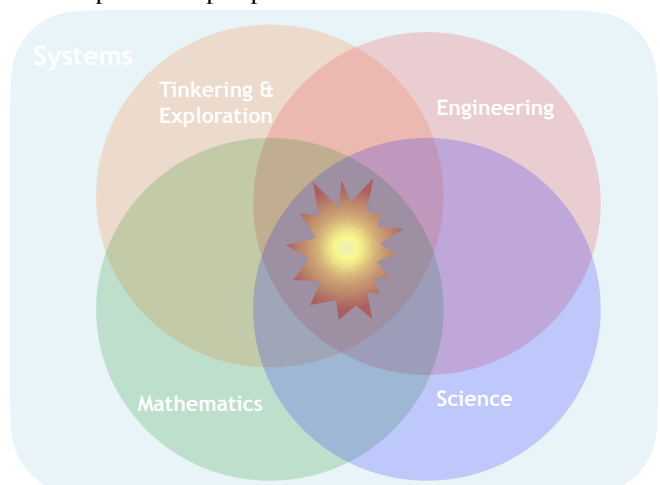 Systems
Tinkering &
Exploration
Engineering
Mathematics
Science